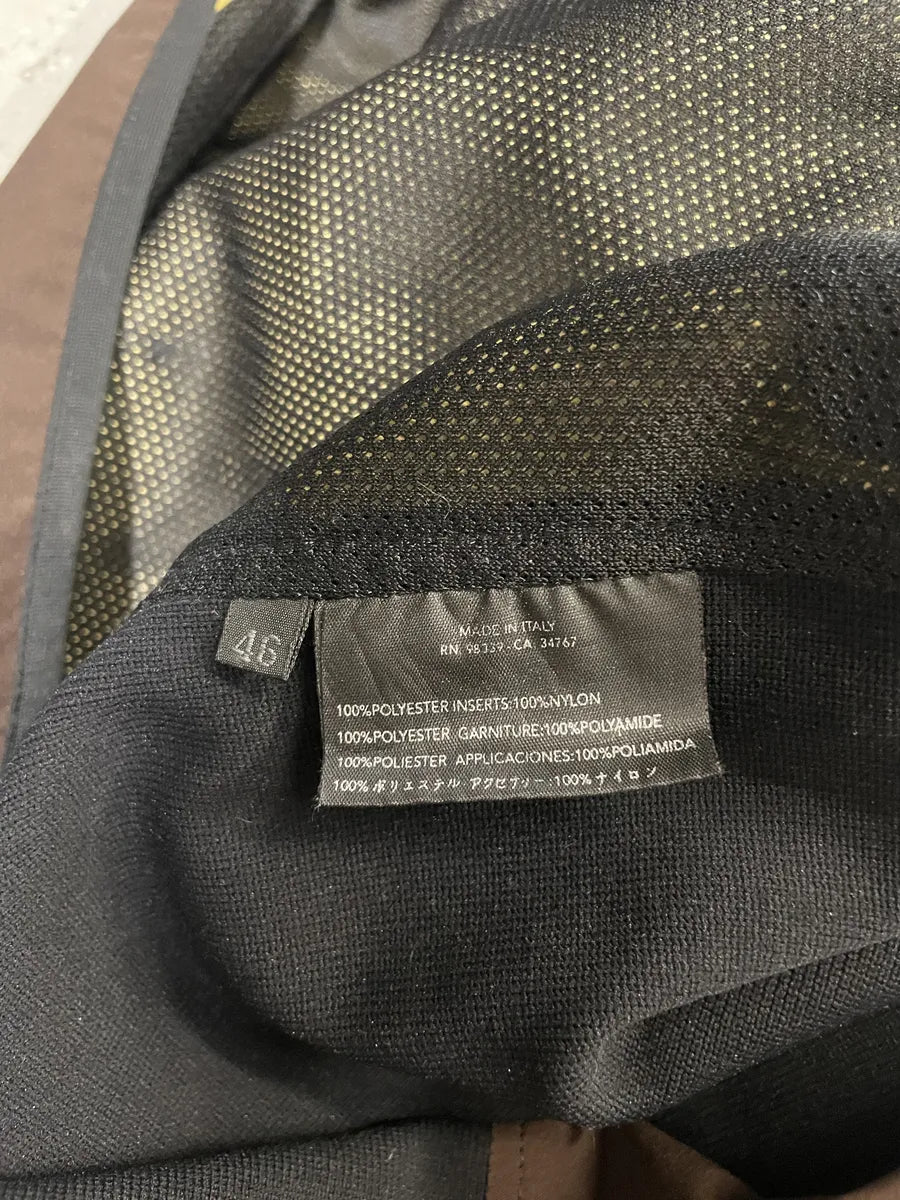 46
MADE IN ITALY
RN. 98339 - CA. 34767
100%POLYESTER INSERTS:100%NYLON
100%POLYESTER GARNITURE:100%POLYAMIDE
100%POLIESTER APPLICACIONES:100%POLIAMIDA
100%ポリエステル アクセサリー:100%ナイロン